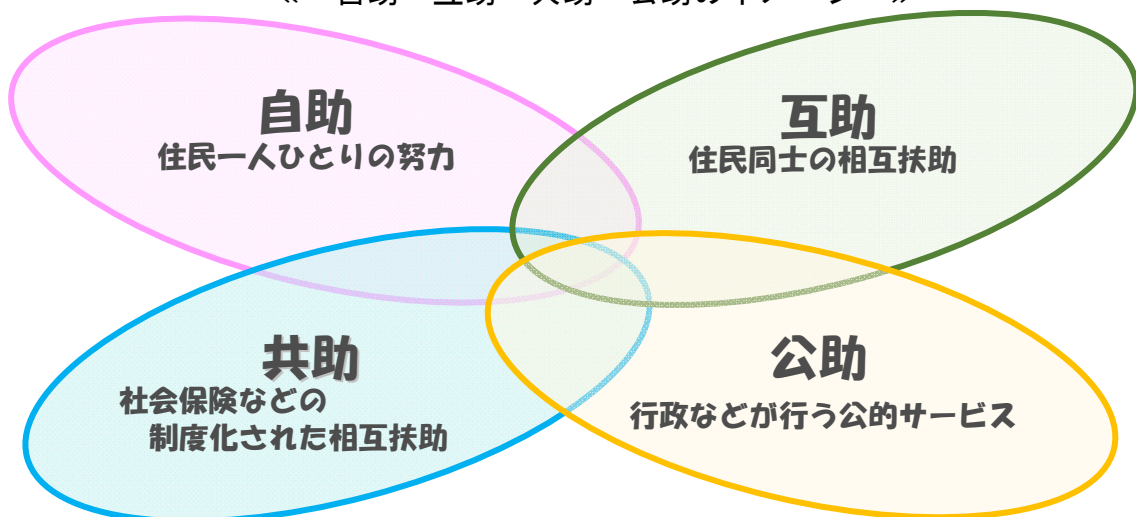 自助
住民一人ひとりの努力
互助
住民同士の相互扶助
共助
社会保険などの
制度化された相互扶助
公助
行政などが行う公的サービス